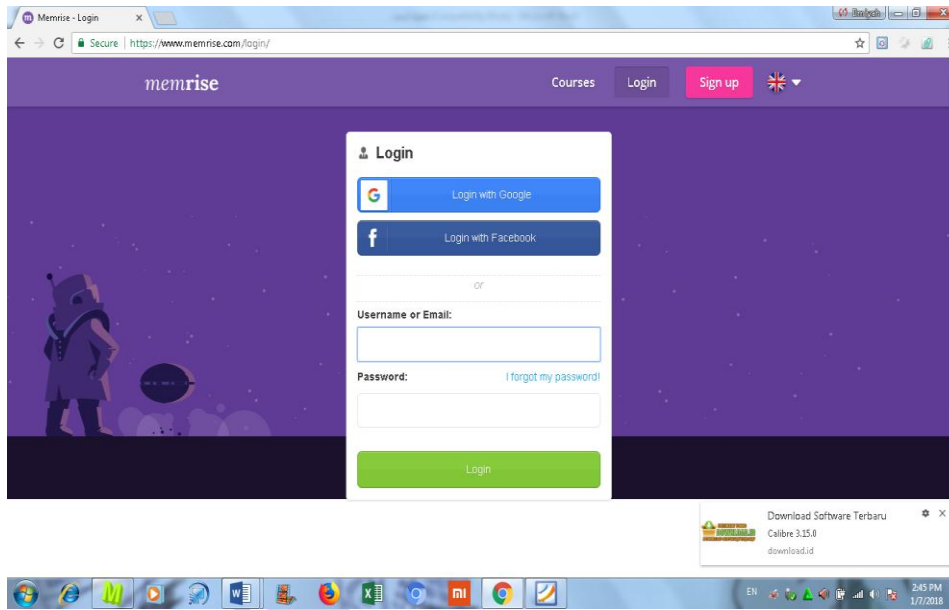 Memrise - Login
Secure | https://www.memrise.com/login/
memrise
Courses
Login
Sign up
Login
G
Login with Google
f
Login with Facebook
or
Username or Email:
Password:
I forgot my password!
Login
Download Software Terbaru
Calibre 3.15.0
download.id
EN
2:45 PM
1/7/2018